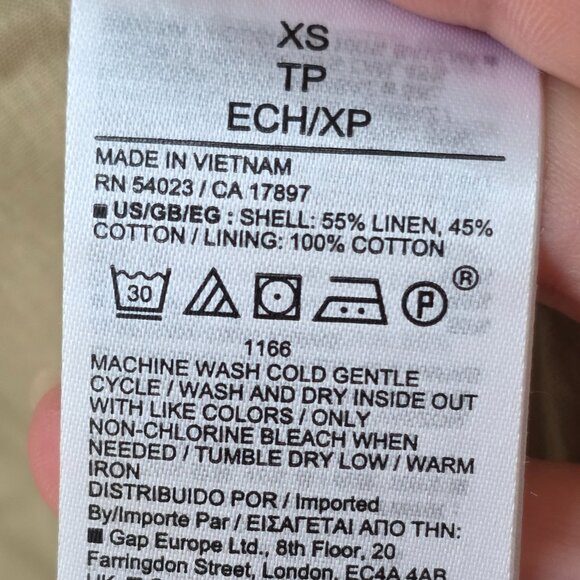 XS
TP
ECH/XP
MADE IN VIETNAM
RN 54023 / CA 17897
■ US/GB/EG : SHELL: 55% LINEN, 45%
COTTON / LINING: 100% COTTON
30 P ®
1166
MACHINE WASH COLD GENTLE
CYCLE / WASH AND DRY INSIDE OUT
WITH LIKE COLORS / ONLY
NON-CHLORINE BLEACH WHEN
NEEDED / TUMBLE DRY LOW / WARM
IRON
DISTRIBUIDO POR / Imported
By/Importe Par / ΕΙΣΑΓΕΤΑΙ ΑΠΟ ΤΗΝ:
■ Gap Europe Ltd., 8th Floor, 20
Farringdon Street, London, EC4A 4AB,